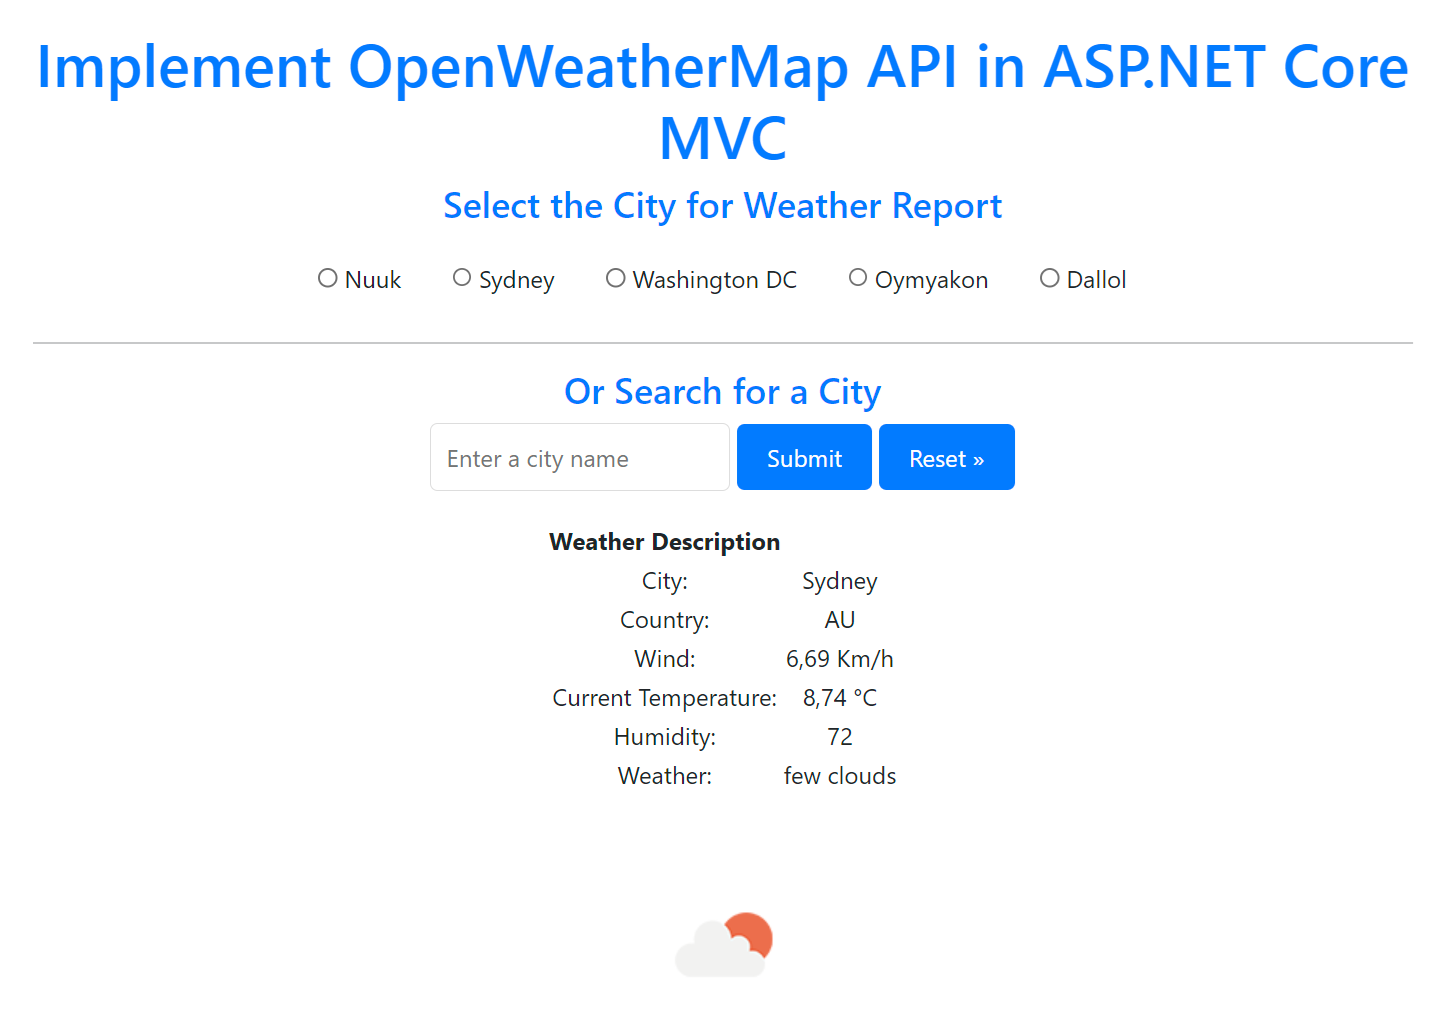 Implement OpenWeatherMap API in ASP.NET Core
MVC
Select the City for Weather Report
Nuuk Sydney Washington DC Oymyakon Dallol
Or Search for a City
Enter a city name Submit Reset »
Weather Description
City: Sydney
Country: AU
Wind: 6,69 Km/h
Current Temperature: 8,74 °C
Humidity: 72
Weather: few clouds